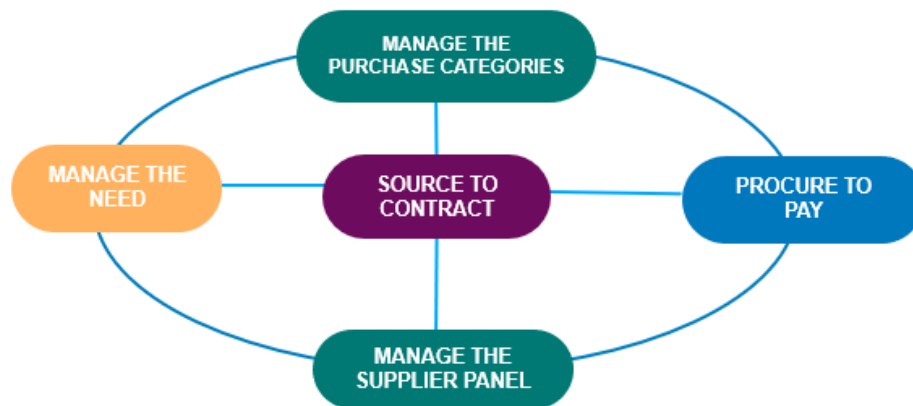 MANAGE THE
PURCHASE CATEGORIES
MANAGE THE
NEED
SOURCE TO
CONTRACT
PROCURE TO
PAY
MANAGE THE
SUPPLIER PANEL